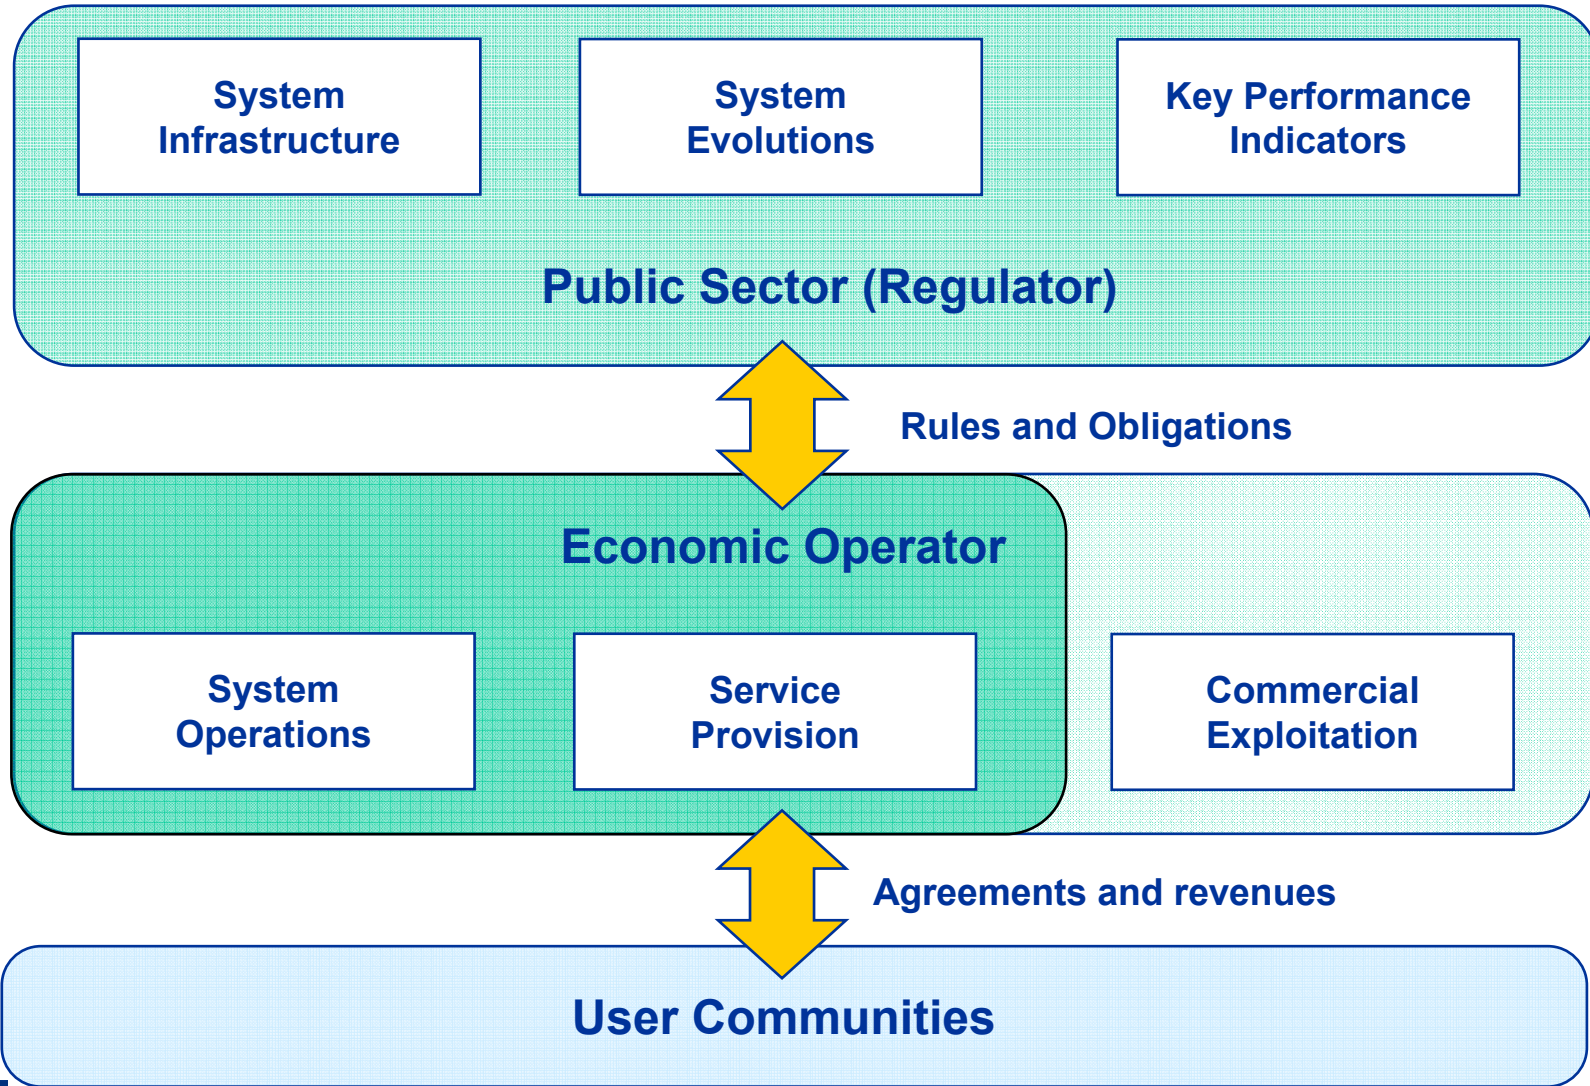 System
Infrastructure
System
Evolutions
Key Performance
Indicators
Public Sector (Regulator)
Rules and Obligations
Economic Operator
System
Operations
Service
Provision
Commercial
Exploitation
Agreements and revenues
User Communities